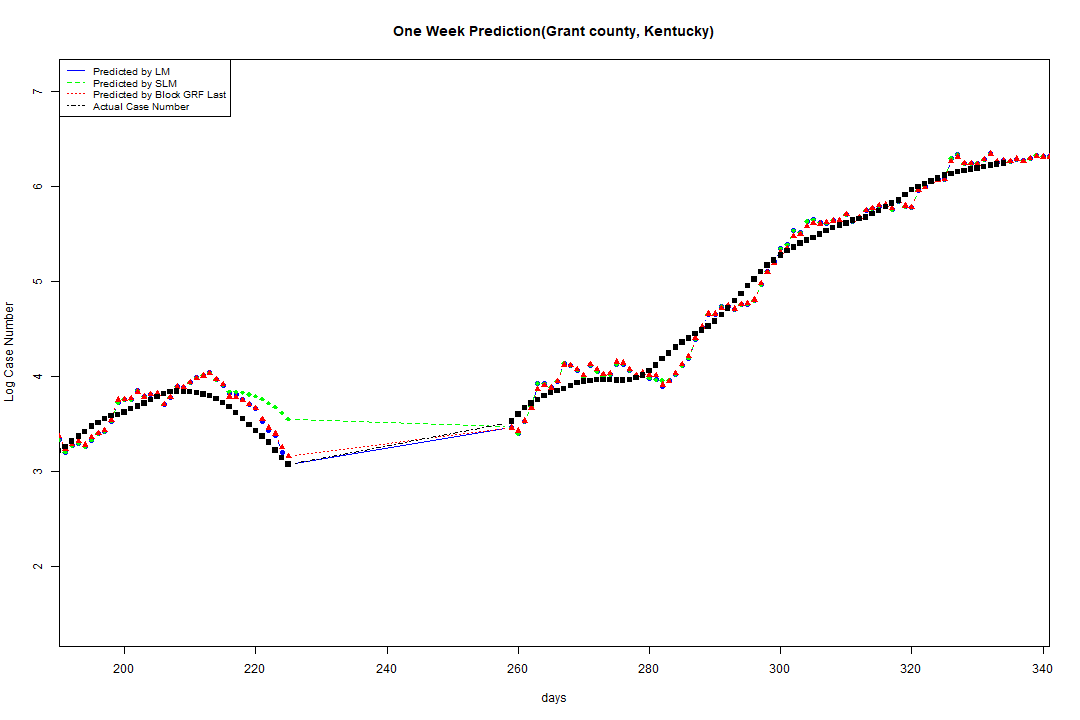 One Week Prediction(Grant county, Kentucky)
Predicted by LM
Predicted by SLM
Predicted by Block GRF Last
Actual Case Number
7
6
5
4
3
2
Log Case Number
200 220 240 260 280 300 320 340
days